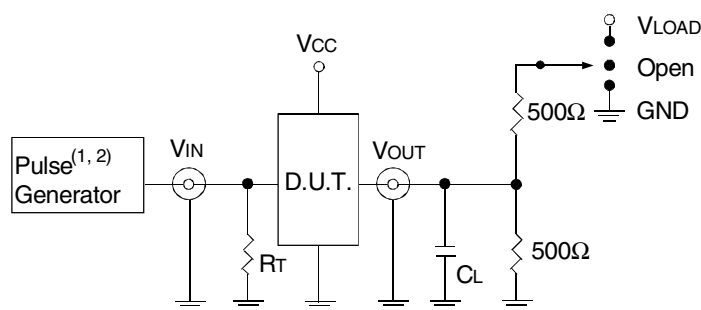 VLOAD
VCC
Open
500Ω
GND
VIN
VOUT
Pulse(1, 2)
Generator
D.U.T.
RT
CL
500Ω